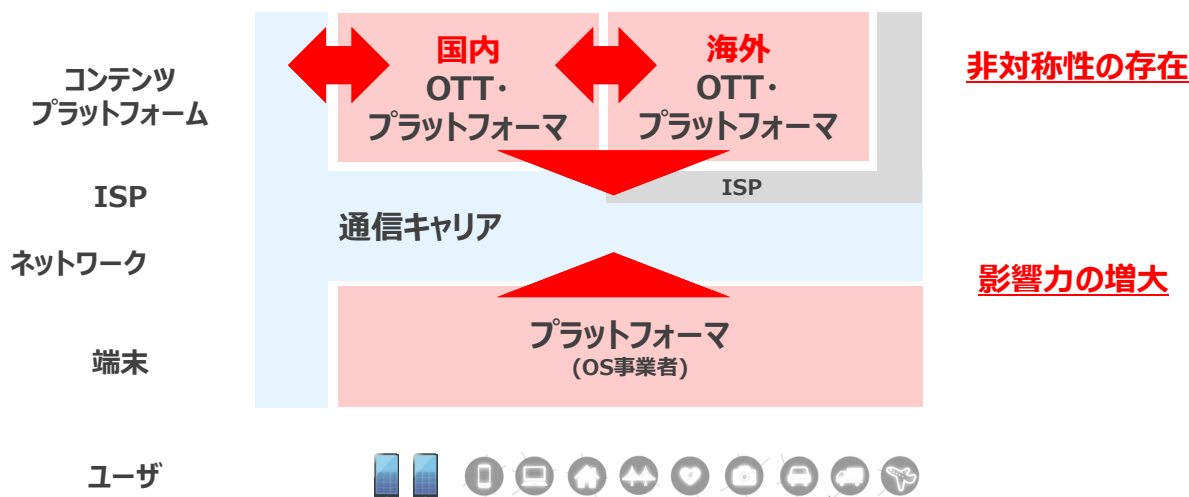 コンテンツ
プラットフォーム
国内
OTT・
プラットフォーマ
海外
OTT・
プラットフォーマ
非対称性の存在
ISP
ISP
通信キャリア
ネットワーク
影響力の増大
プラットフォーマ
(OS事業者)
端末
ユーザ